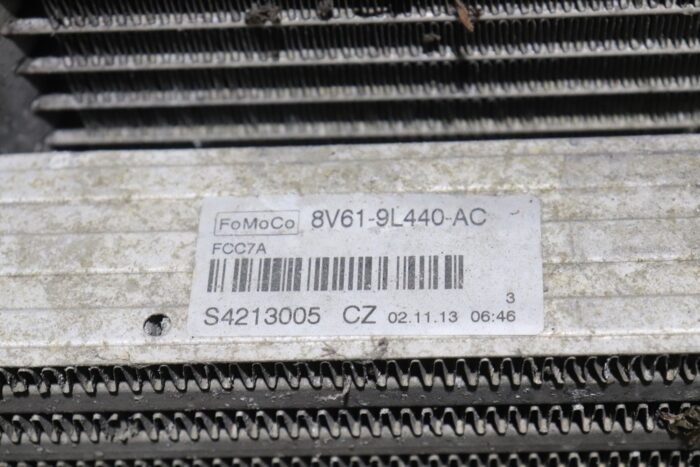 FoMoCo 8V61-9L440-AC
FCC7A
3
S4213005 CZ 02.11.13 06:46